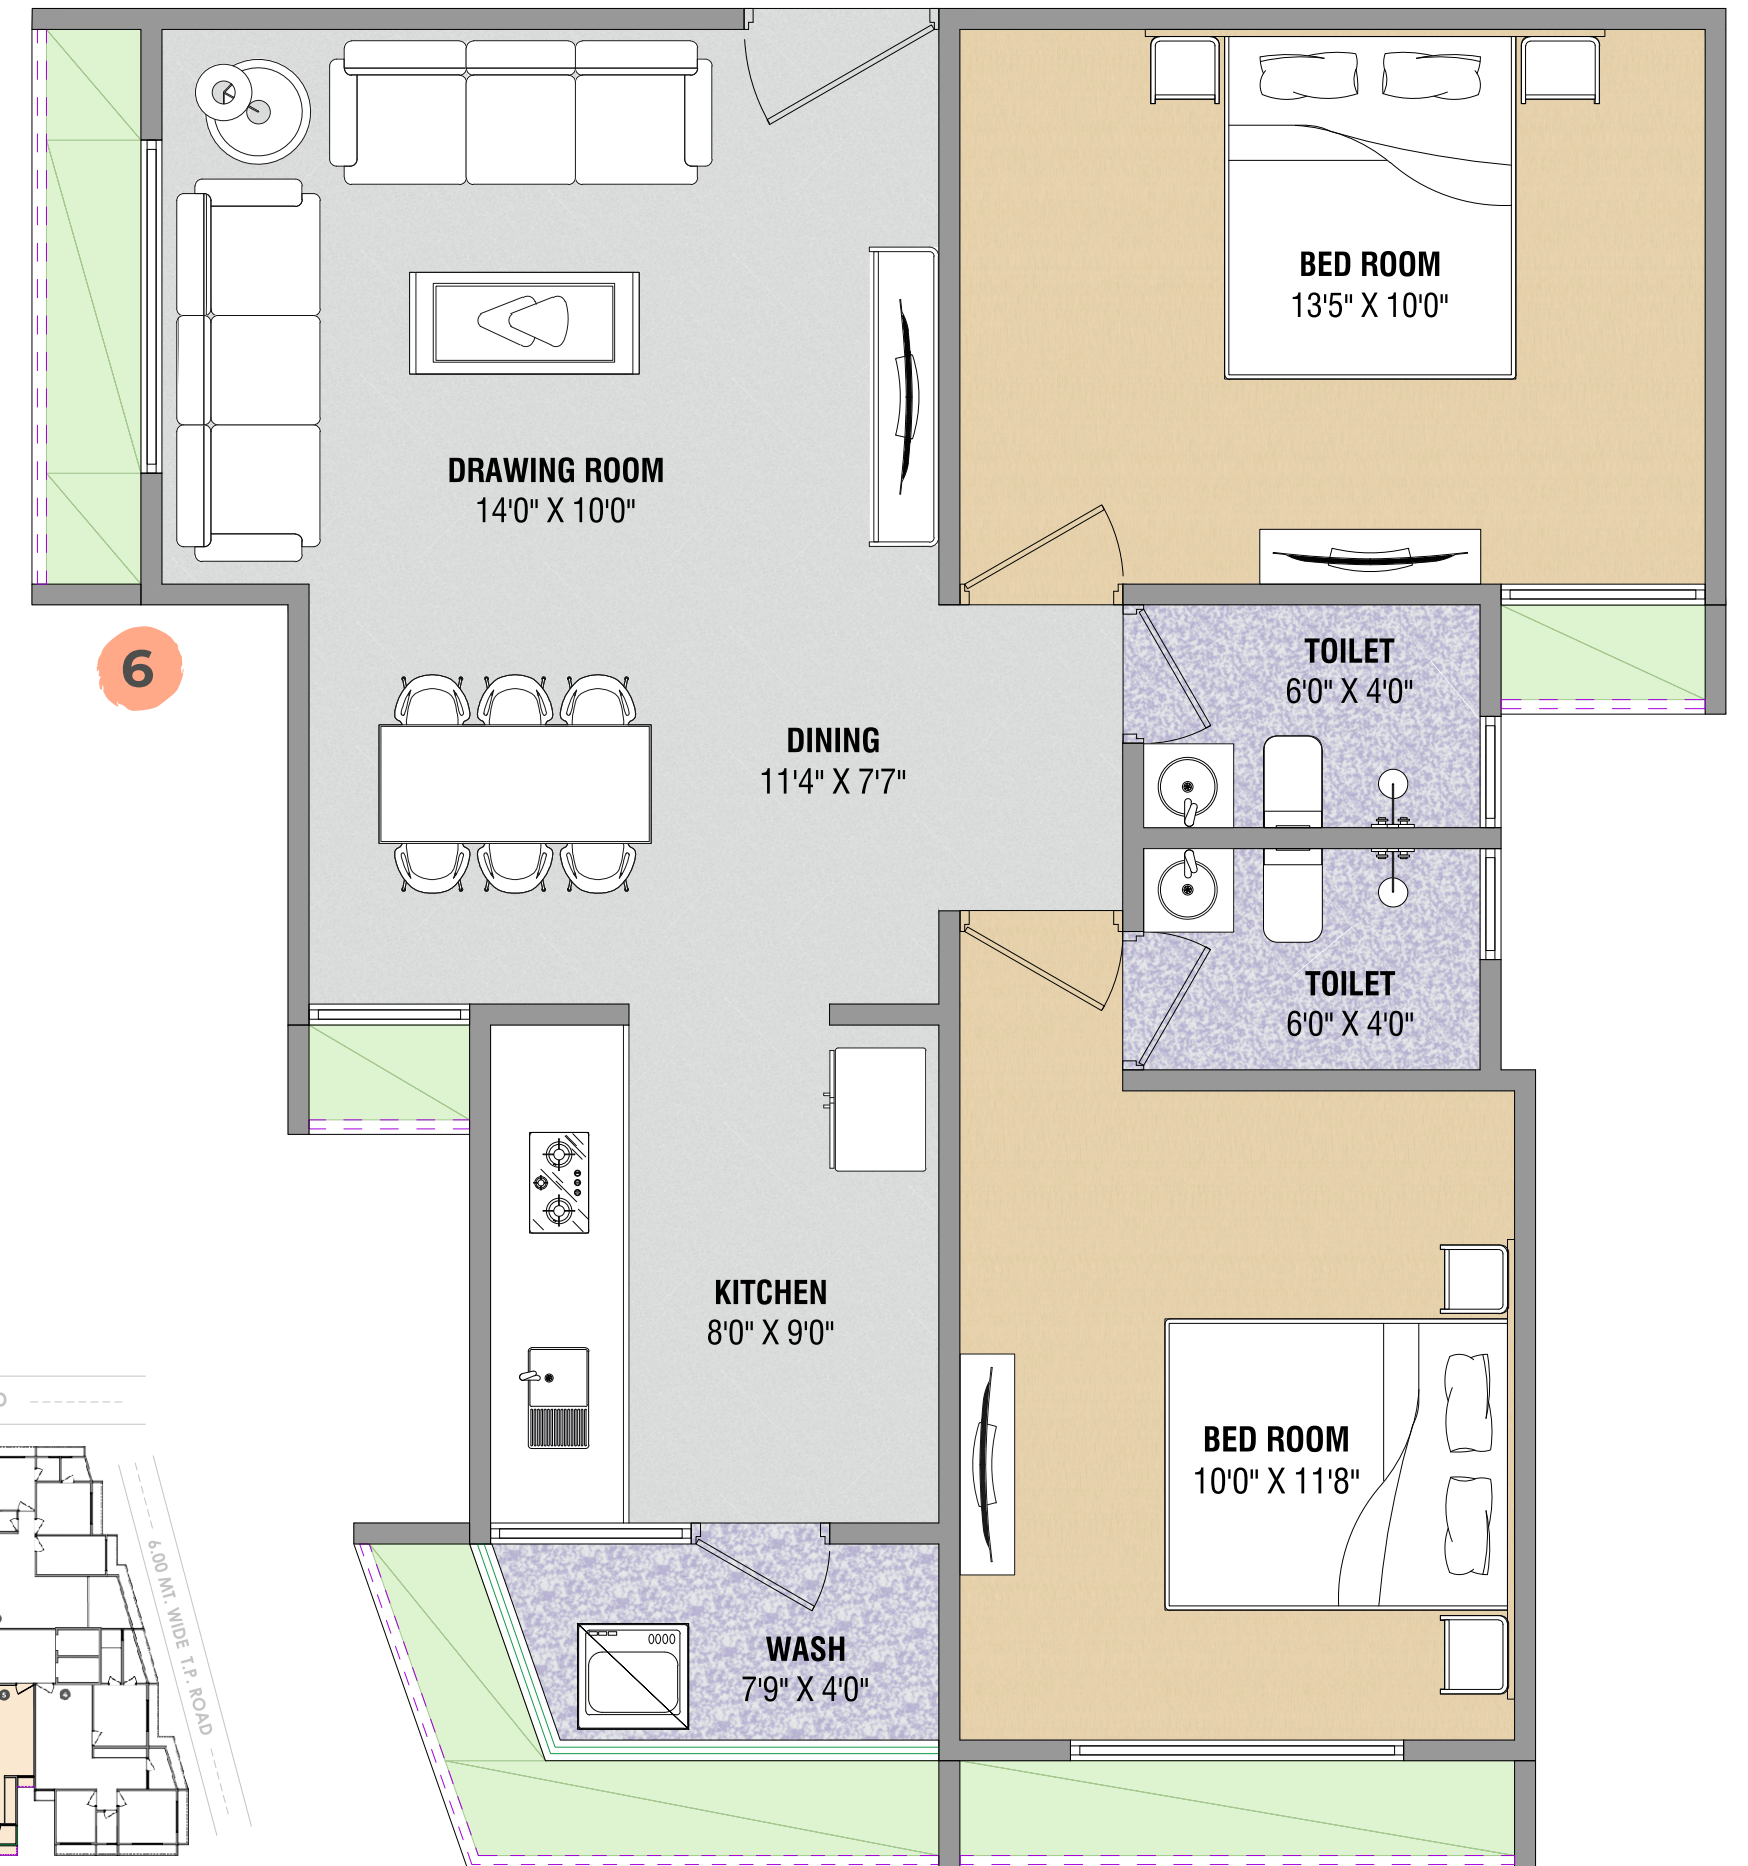 BED ROOM
13'5" X 10'0"
DRAWING ROOM
14'0" X 10'0"
6
TOILET
6'0" X 4'0"
DINING
11'4" X 7'7"
TOILET
6'0" X 4'0"
KITCHEN
8'0" X 9'0"
BED ROOM
10'0" X 11'8"
WASH
7'9" X 4'0"
6.00 MT. WIDE T.P. ROAD